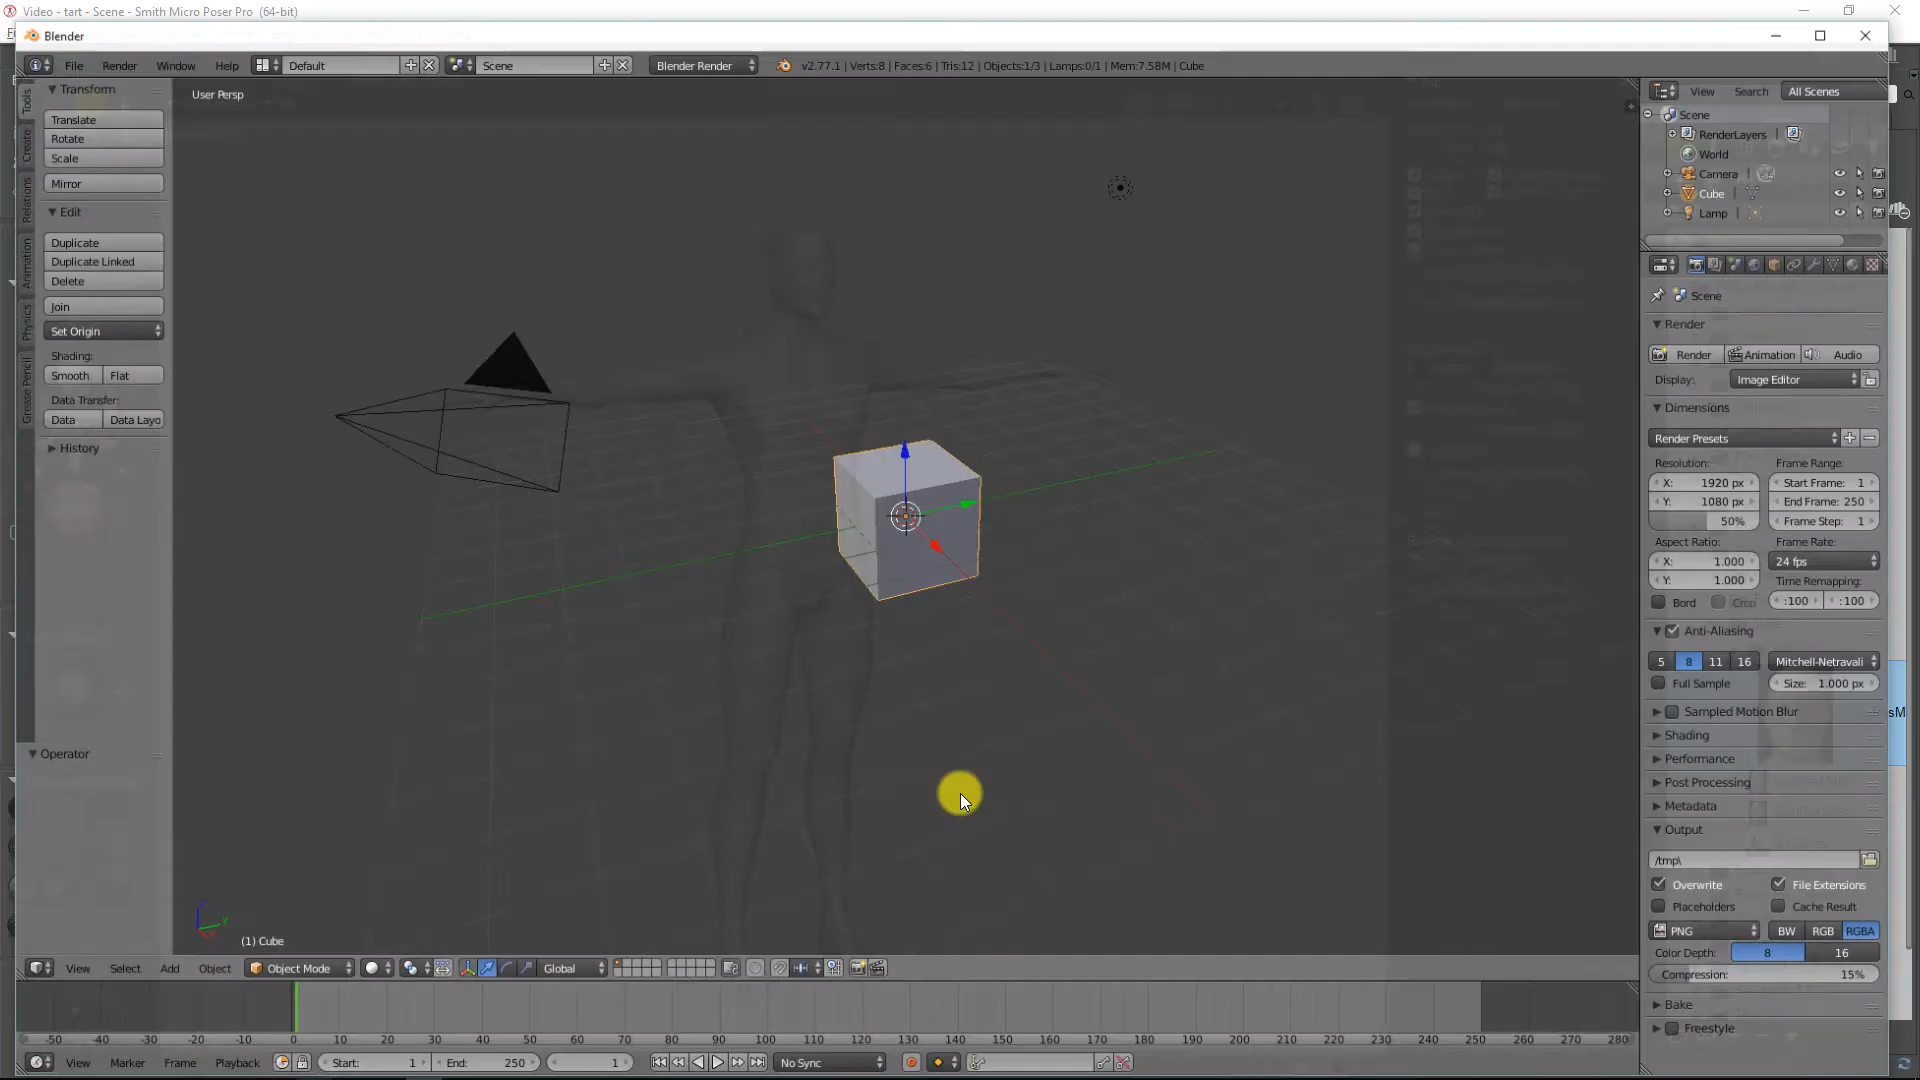 Video - tart - Scene - Smith Micro Poser Pro (64-bit)
Blender
File Render Window Help Default Scene Blender Render v2.77.1 | Verts:8 | Faces:6 | Tris:12 | Objects:1/3 | Lamps:0/1 | Mem:7.58M | Cube
User Persp
Tools
Create
Relations
Animation
Physics
Grease Pencil
Transform
Translate
Rotate
Scale
Mirror
Edit
Duplicate
Duplicate Linked
Delete
Join
Set Origin
Shading:
Smooth Flat
Data Transfer:
Data Data Layo
History
Operator
(1) Cube
View Search All Scenes
Scene
RenderLayers
World
Camera
Cube
Lamp
Scene
Render
Render Animation Audio
Display: Image Editor
Dimensions
Render Presets
Resolution: Frame Range:
X: 1920 px Start Frame: 1
Y: 1080 px End Frame: 250
50% Frame Step: 1
Aspect Ratio: Frame Rate:
X: 1.000 24 fps
Y: 1.000 Time Remapping:
Bord Crop :100 :100
Anti-Aliasing
5 8 11 16 Mitchell-Netravali
Full Sample Size: 1.000 px
Sampled Motion Blur
sM
Shading
Performance
Post Processing
Metadata
Output
/tmp\
Overwrite File Extensions
Placeholders Cache Result
PNG BW RGB RGBA
Color Depth: 8 16
Compression: 15%
Bake
Freestyle
View Select Add Object Object Mode Global
-50 -40 -30 -20 -10 0 10 20 30 40 50 60 70 80 90 100 110 120 130 140 150 160 170 180 190 200 210 220 230 240 250 260 270 280
View Marker Frame Playback Start: 1 End: 250 1 No Sync